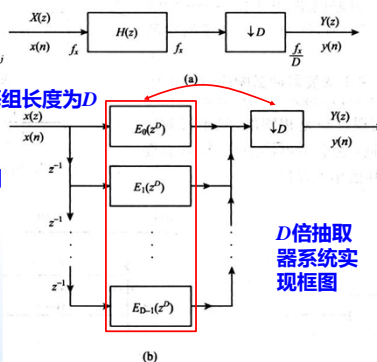 X(z)
x(n)
f_x
H(z)
f_x
↓D
f_x/D
Y(z)
y(n)
(a)
组长度为D
x(z)
x(n)
E_0(z^D)
↓D
Y(z)
y(n)
z^{-1}
E_1(z^D)
z^{-1}
D倍抽取
器系统实
现框图
z^{-1}
E_{D-1}(z^D)
(b)